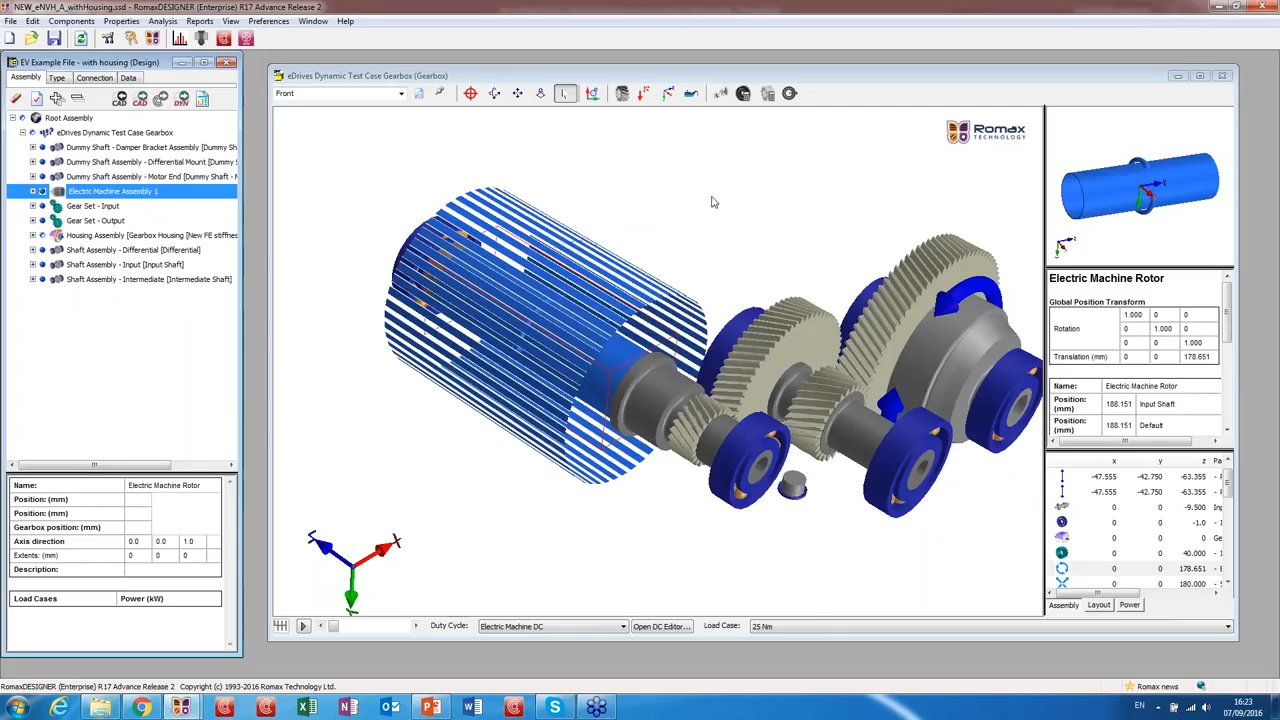 NEW_eNVH_A_withHousing.ssd - RomaxDESIGNER (Enterprise) R17 Advance Release 2
File Edit Components Properties Analysis Reports View Preferences Window Help
EV Example File - with housing (Design)
Assembly Type Connection Data
CAD CAD DYN
Root Assembly
eDrives Dynamic Test Case Gearbox
Dummy Shaft - Damper Bracket Assembly [Dummy Sh
Dummy Shaft Assembly - Differential Mount [Dummy St
Dummy Shaft Assembly - Motor End [Dummy Shaft - M
Electric Machine Assembly 1
Gear Set - Input
Gear Set - Output
Housing Assembly [Gearbox Housing [New FE stiffnes
Shaft Assembly - Differential [Differential]
Shaft Assembly - Input [Input Shaft]
Shaft Assembly - Intermediate [Intermediate Shaft]
Name: Electric Machine Rotor
Position: (mm)
Position: (mm)
Gearbox position: (mm)
Axis direction 0.0 0.0 1.0
Extents: (mm) 0 0 0
Description:
Load Cases Power (kW)
eDrives Dynamic Test Case Gearbox (Gearbox)
Front
Romax
TECHNOLOGY
X
Electric Machine Rotor
Global Position Transform
Rotation
1.000 0 0
0 1.000 0
0 0 1.000
Translation (mm) 0 0 178.651
Name: Electric Machine Rotor
Position: (mm) 188.151 Input Shaft
Position: (mm) 188.151 Default
x y z Pa
-47.555 -42.750 -63.355
-47.555 -42.750 -63.355
0 0 -9.500
0 0 -1.0
0 0 0
0 0 40.000
0 0 178.651
0 0 180.000
Assembly Layout Power
Duty Cycle: Electric Machine DC Open DC Editor... Load Case: 25 Nm
RomaxDESIGNER (Enterprise) R17 Advance Release 2 Copyright (c) 1993-2016 Romax Technology Ltd.
Romax news
EN
16:23
07/09/2016